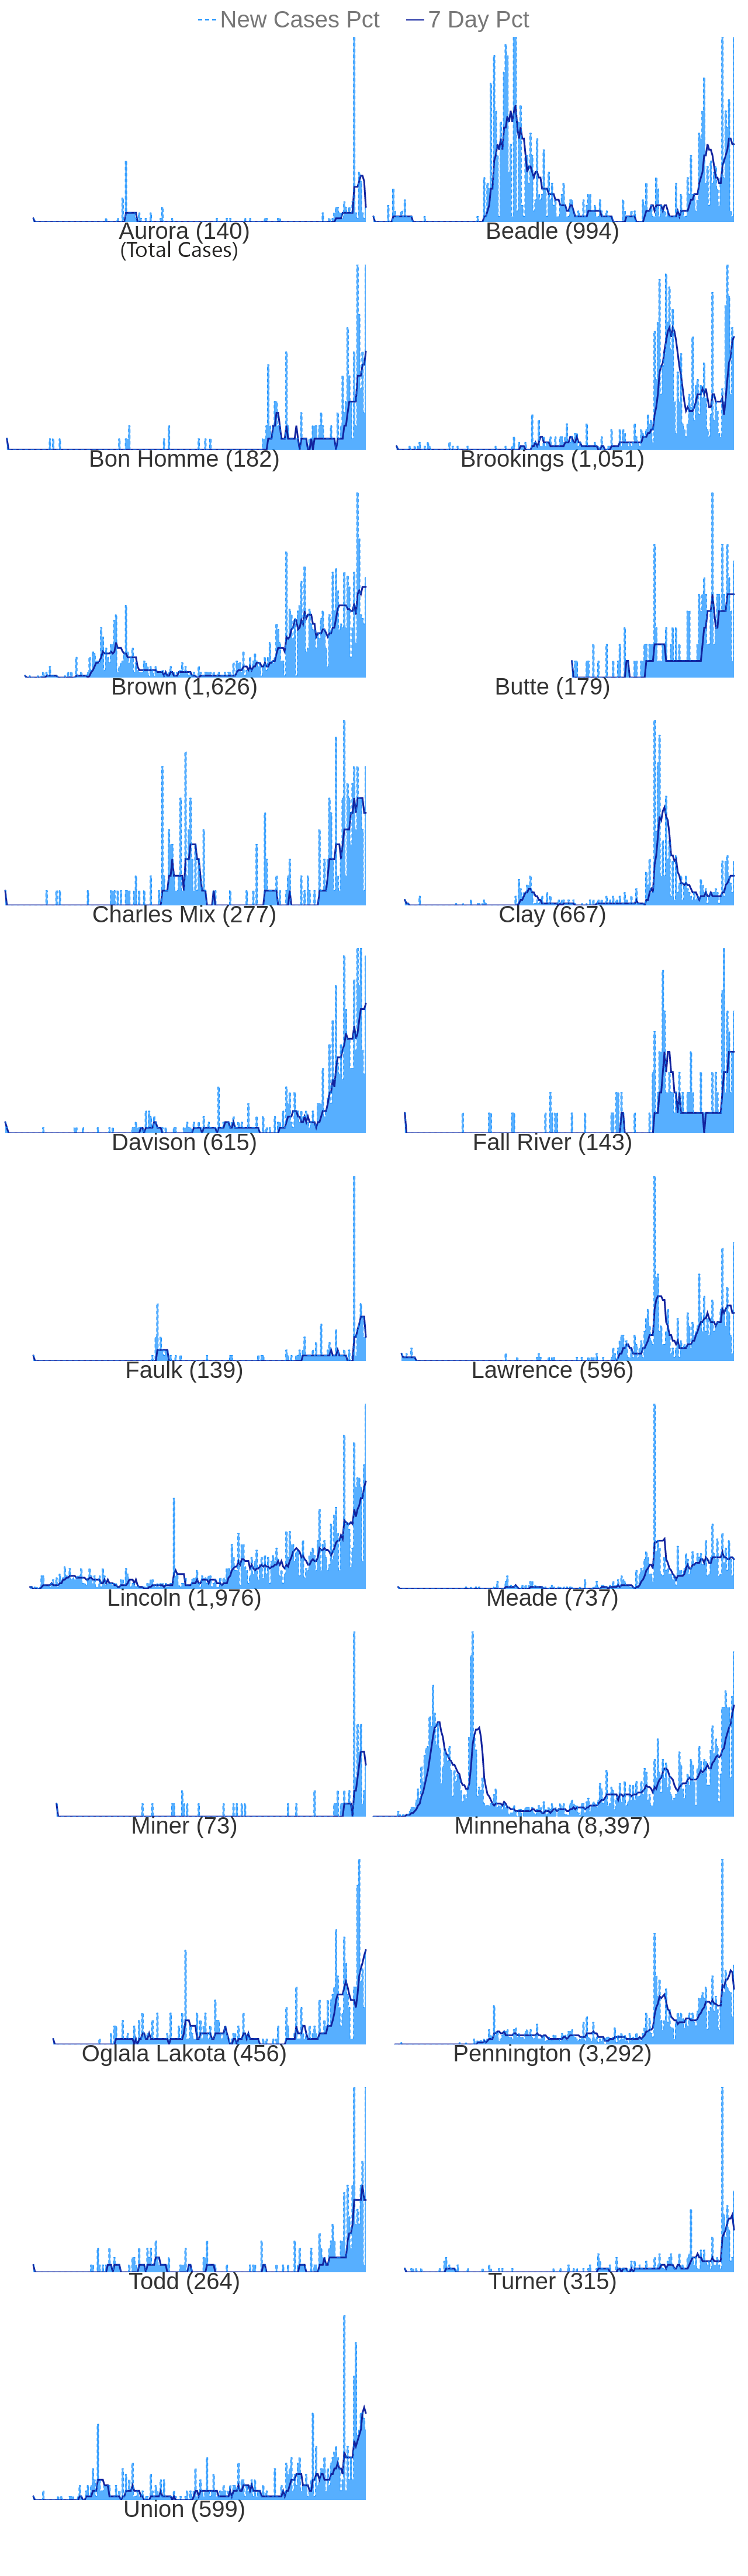 New Cases Pct 7 Day Pct
Aurora (140) Beadle (994)
(Total Cases)
Bon Homme (182) Brookings (1,051)
Brown (1,626) Butte (179)
Charles Mix (277) Clay (667)
Davison (615) Fall River (143)
Faulk (139) Lawrence (596)
Lincoln (1,976) Meade (737)
Miner (73) Minnehaha (8,397)
Oglala Lakota (456) Pennington (3,292)
Todd (264) Turner (315)
Union (599)